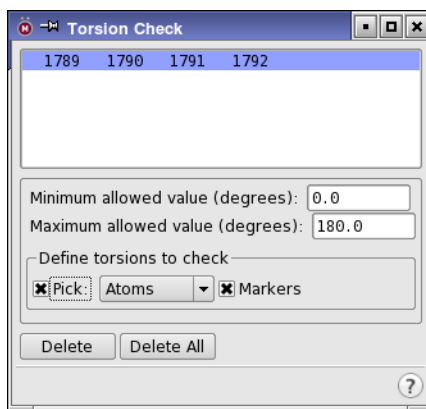 Torsion Check
1789 1790 1791 1792
Minimum allowed value (degrees): 0.0
Maximum allowed value (degrees): 180.0
Define torsions to check
Pick: Atoms Markers
Delete Delete All
?